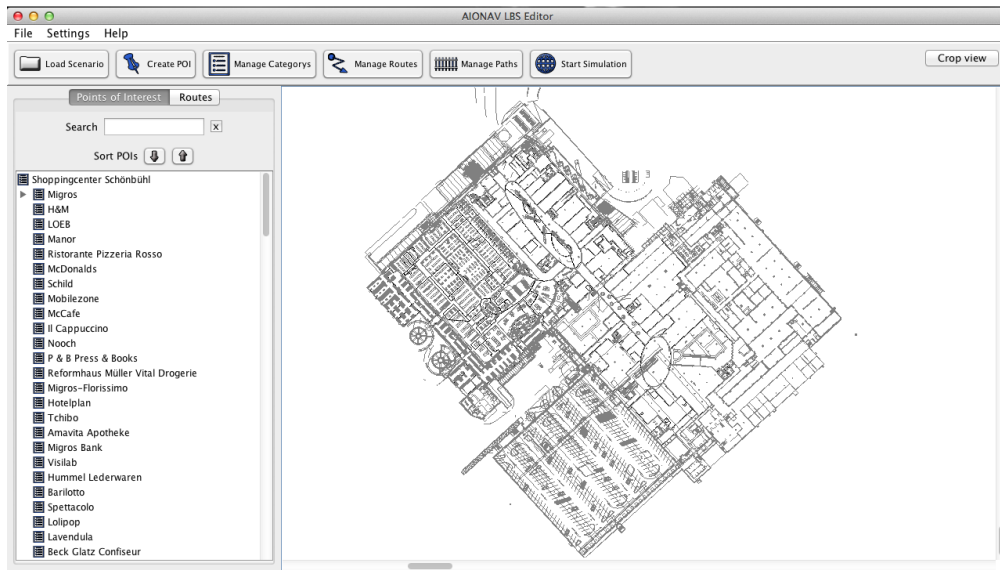 AIONAV LBS Editor
File Settings Help
Load Scenario Create POI Manage Categorys Manage Routes Manage Paths Start Simulation Crop view
Points of Interest Routes
Search x
Sort POIs
Shoppingcenter Schönbühl
Migros
H&M
LOEB
Manor
Ristorante Pizzeria Rosso
McDonalds
Schild
Mobilezone
McCafe
Il Cappuccino
Nooch
P & B Press & Books
Reformhaus Müller Vital Drogerie
Migros-Florissimo
Hotelplan
Tchibo
Amavita Apotheke
Migros Bank
Visilab
Hummel Lederwaren
Barilotto
Spettacolo
Lolipop
Lavendula
Beck Glatz Confiseur